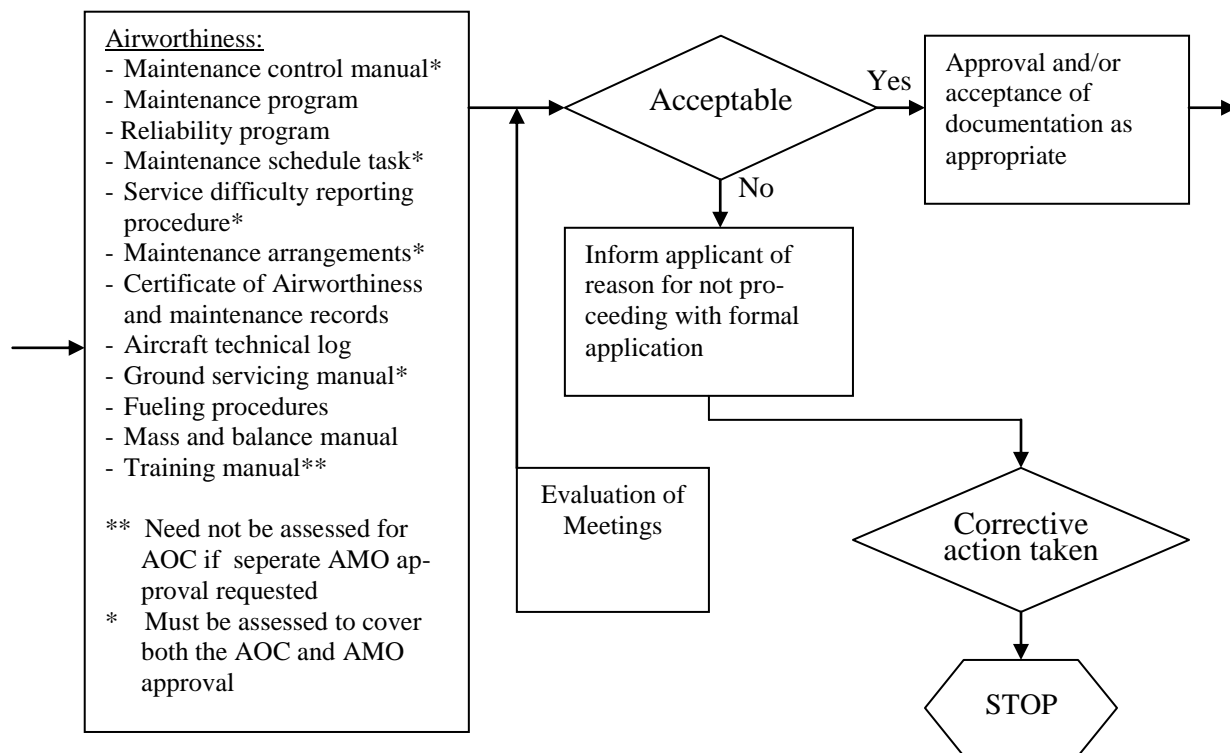 Airworthiness:
- Maintenance control manual*
- Maintenance program
- Reliability program
- Maintenance schedule task*
- Service difficulty reporting
procedure*
- Maintenance arrangements*
- Certificate of Airworthiness
and maintenance records
- Aircraft technical log
- Ground servicing manual*
- Fueling procedures
- Mass and balance manual
- Training manual**
** Need not be assessed for
AOC if seperate AMO ap-
proval requested
* Must be assessed to cover
both the AOC and AMO
approval
Acceptable
Yes
Approval and/or
acceptance of
documentation as
appropriate
No
Inform applicant of
reason for not pro-
ceeding with formal
application
Evaluation of
Meetings
Corrective
action taken
STOP